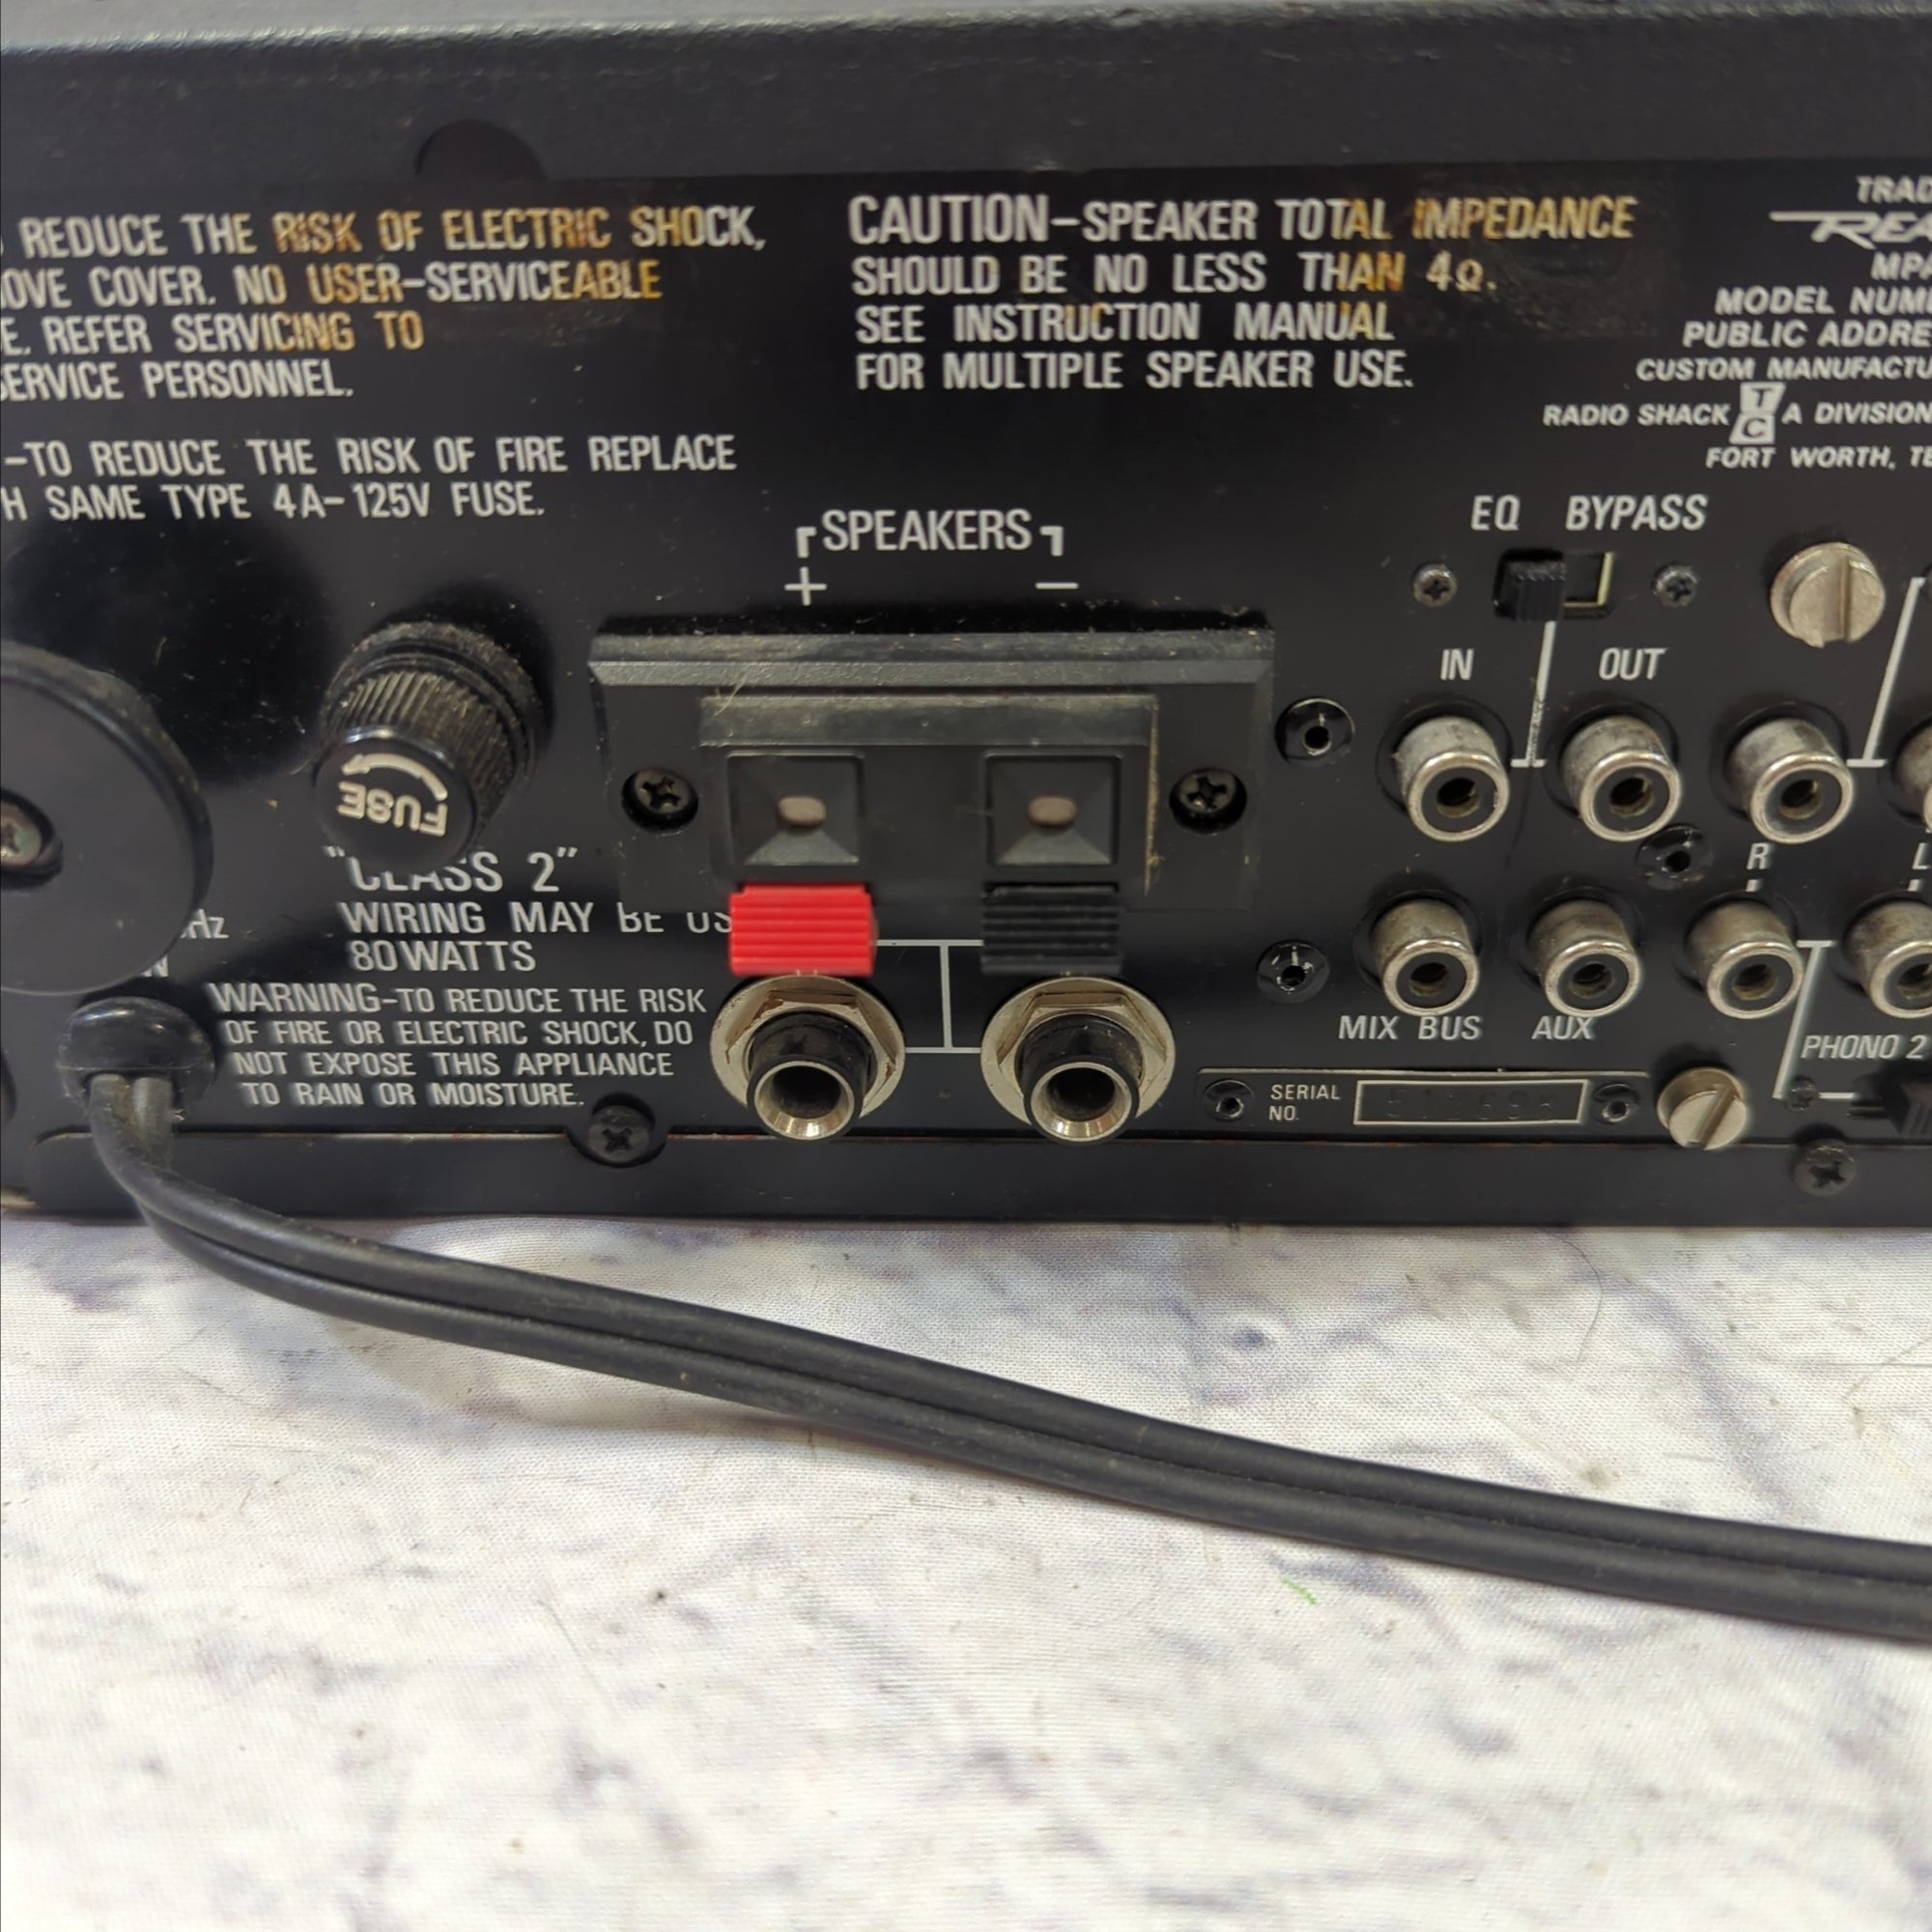 REDUCE THE RISK OF ELECTRIC SHOCK,
OVE COVER. NO USER-SERVICEABLE
E. REFER SERVICING TO
SERVICE PERSONNEL.
-TO REDUCE THE RISK OF FIRE REPLACE
H SAME TYPE 4A-125V FUSE.
CAUTION-SPEAKER TOTAL IMPEDANCE
SHOULD BE NO LESS THAN 4Ω.
SEE INSTRUCTION MANUAL
FOR MULTIPLE SPEAKER USE.
TRAD
REA
MPA
MODEL NUM
PUBLIC ADDRE
CUSTOM MANUFACTU
RADIO SHACK TC A DIVISION
FORT WORTH, TE
SPEAKERS
+ −
EQ BYPASS
IN OUT
FUSE
"CLASS 2"
WIRING MAY BE US
80WATTS
Hz
W
WARNING-TO REDUCE THE RISK
OF FIRE OR ELECTRIC SHOCK, DO
NOT EXPOSE THIS APPLIANCE
TO RAIN OR MOISTURE.
R L
MIX BUS AUX
PHONO 2
SERIAL
NO.